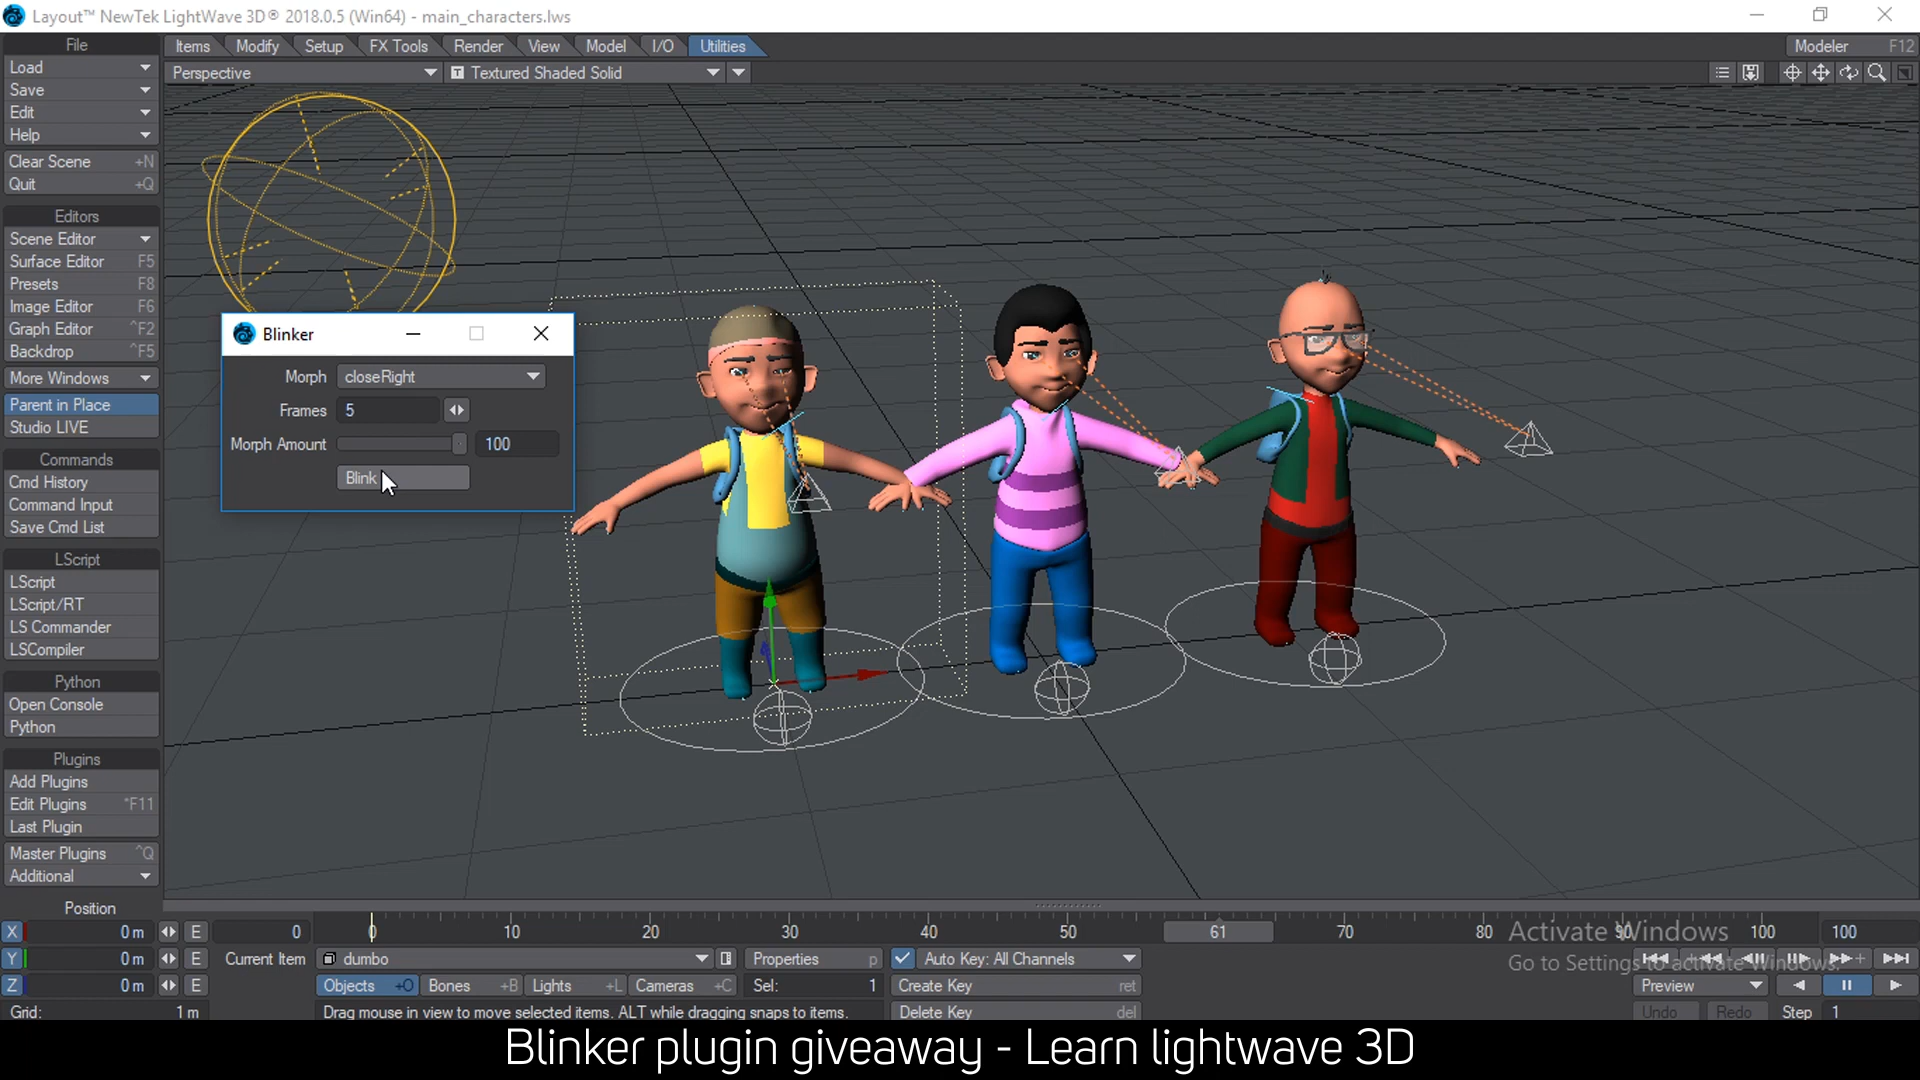 Layout™ NewTek LightWave 3D® 2018.0.5 (Win64) - main_characters.lws
File
Items Modify Setup FX Tools Render View Model I/O Utilities
Modeler F12
Load
Perspective
T Textured Shaded Solid
Save
Edit
Help
Clear Scene +N
Quit +Q
Editors
Scene Editor
Surface Editor F5
Presets F8
Image Editor F6
Graph Editor ^F2
Backdrop ^F5
More Windows
Parent in Place
Studio LIVE
Commands
Cmd History
Command Input
Save Cmd List
LScript
LScript
LScript/RT
LS Commander
LSCompiler
Python
Open Console
Python
Plugins
Add Plugins
Edit Plugins ^F11
Last Plugin
Master Plugins ^Q
Additional
Blinker
Morph closeRight
Frames 5
Morph Amount 100
Blink
Position
X 0 m E 0 0 10 20 30 40 50 61 70 80 90 100 100
Y 0 m E Current Item dumbo Properties p Auto Key: All Channels
Z 0 m E Objects +O Bones +B Lights +L Cameras +C Sel: 1 Create Key ret Preview
Grid: 1 m Drag mouse in view to move selected items. ALT while dragging snaps to items. Delete Key del Undo Redo Step 1
Activate Windows
Go to Settings to activate Windows.
Blinker plugin giveaway - Learn lightwave 3D